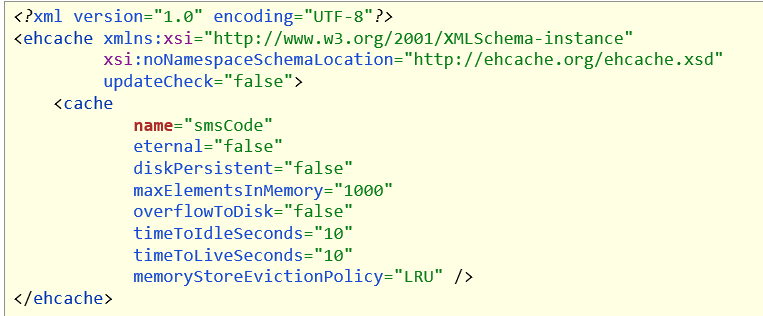 <?xml version="1.0" encoding="UTF-8"?>
<ehcache xmlns:xsi="http://www.w3.org/2001/XMLSchema-instance"
         xsi:noNamespaceSchemaLocation="http://ehcache.org/ehcache.xsd"
         updateCheck="false">
    <cache
            name="smsCode"
            eternal="false"
            diskPersistent="false"
            maxElementsInMemory="1000"
            overflowToDisk="false"
            timeToIdleSeconds="10"
            timeToLiveSeconds="10"
            memoryStoreEvictionPolicy="LRU" />
</ehcache>